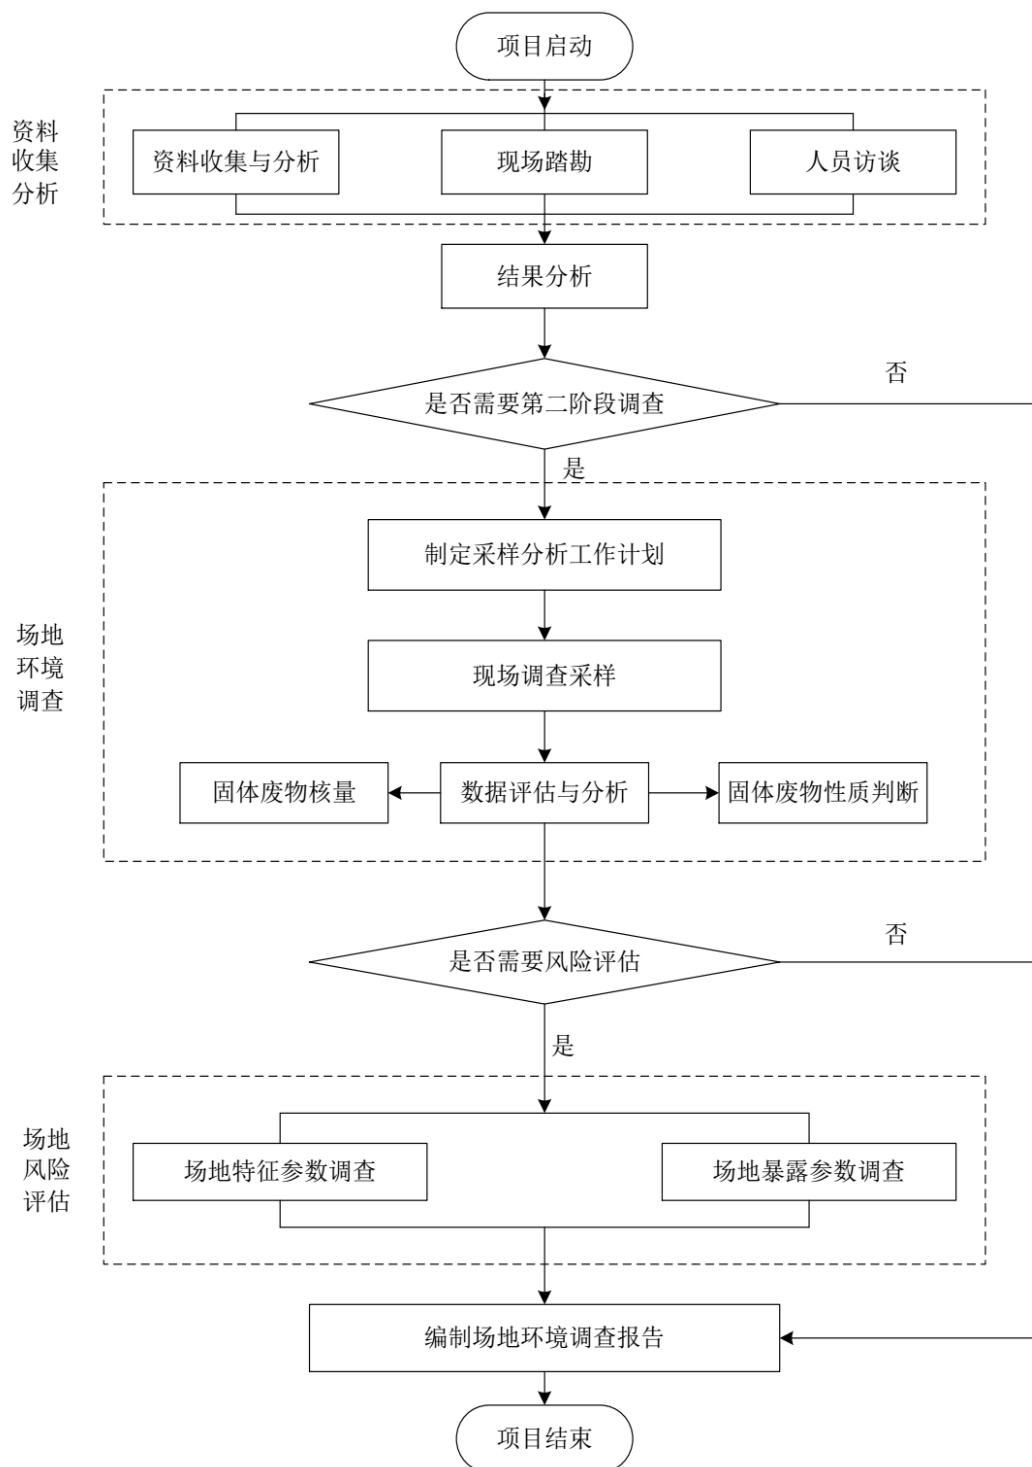 项目启动
资料
收集
分析
资料收集与分析
现场踏勘
人员访谈
结果分析
是否需要第二阶段调查
否
是
场地
环境
调查
制定采样分析工作计划
现场调查采样
固体废物核量
数据评估与分析
固体废物性质判断
是否需要风险评估
否
是
场地
风险
评估
场地特征参数调查
场地暴露参数调查
编制场地环境调查报告
项目结束